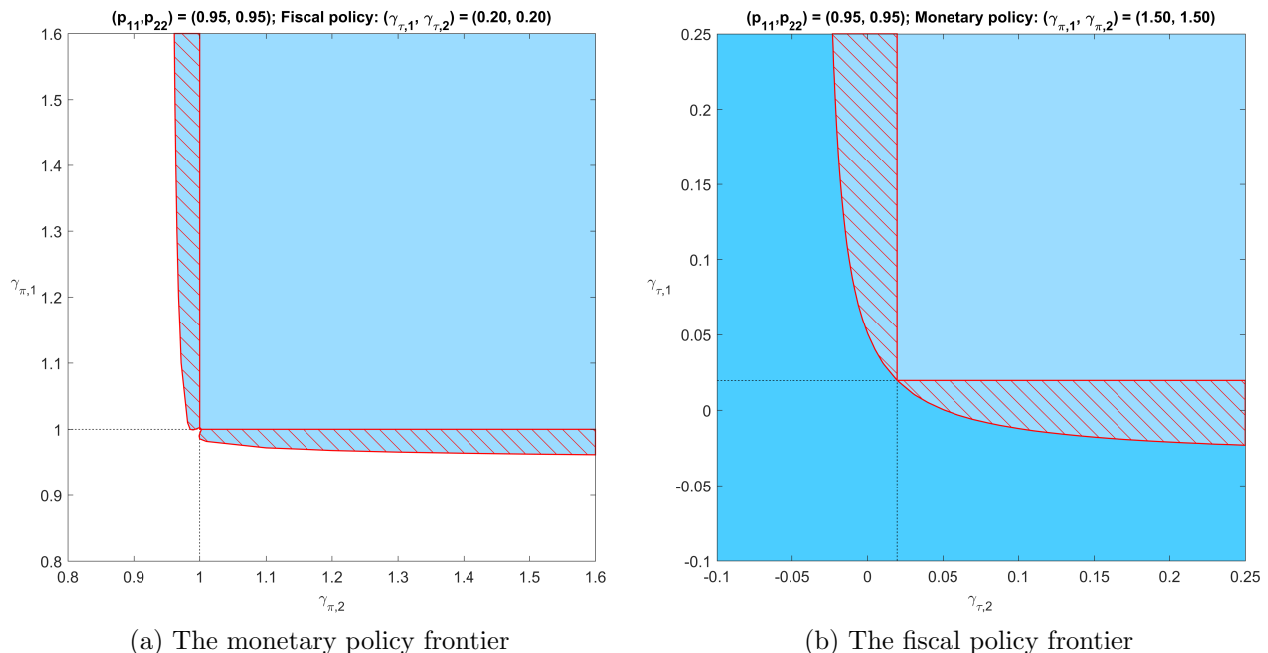 (p11,p22) = (0.95, 0.95); Fiscal policy: (γτ,1, γτ,2) = (0.20, 0.20)
1.6
1.5
1.4
1.3
1.2
1.1
1
0.9
0.8
γπ,1
0.8 0.9 1 1.1 1.2 1.3 1.4 1.5 1.6
γπ,2
(a) The monetary policy frontier
(p11,p22) = (0.95, 0.95); Monetary policy: (γπ,1, γπ,2) = (1.50, 1.50)
0.25
0.2
0.15
0.1
0.05
0
-0.05
-0.1
γτ,1
-0.1 -0.05 0 0.05 0.1 0.15 0.2 0.25
γτ,2
(b) The fiscal policy frontier